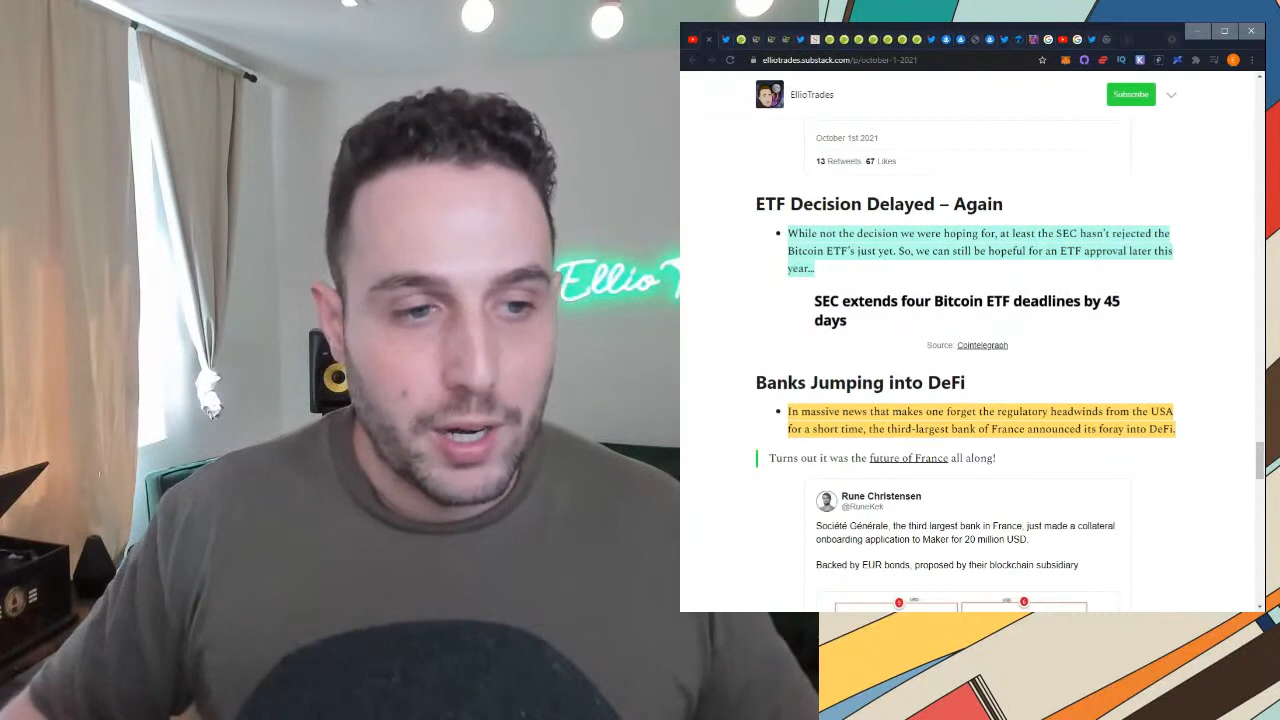 Ellio T
elliotrades.substack.com/p/october-1-2021
EllioTrades
Subscribe
October 1st 2021
13 Retweets 67 Likes
ETF Decision Delayed – Again
While not the decision we were hoping for, at least the SEC hasn't rejected the
Bitcoin ETF's just yet. So, we can still be hopeful for an ETF approval later this
year...
SEC extends four Bitcoin ETF deadlines by 45
days
Source: Cointelegraph
Banks Jumping into DeFi
In massive news that makes one forget the regulatory headwinds from the USA
for a short time, the third-largest bank of France announced its foray into DeFi.
Turns out it was the future of France all along!
Rune Christensen
@RuneKek
Société Générale, the third largest bank in France, just made a collateral
onboarding application to Maker for 20 million USD.
Backed by EUR bonds, proposed by their blockchain subsidiary